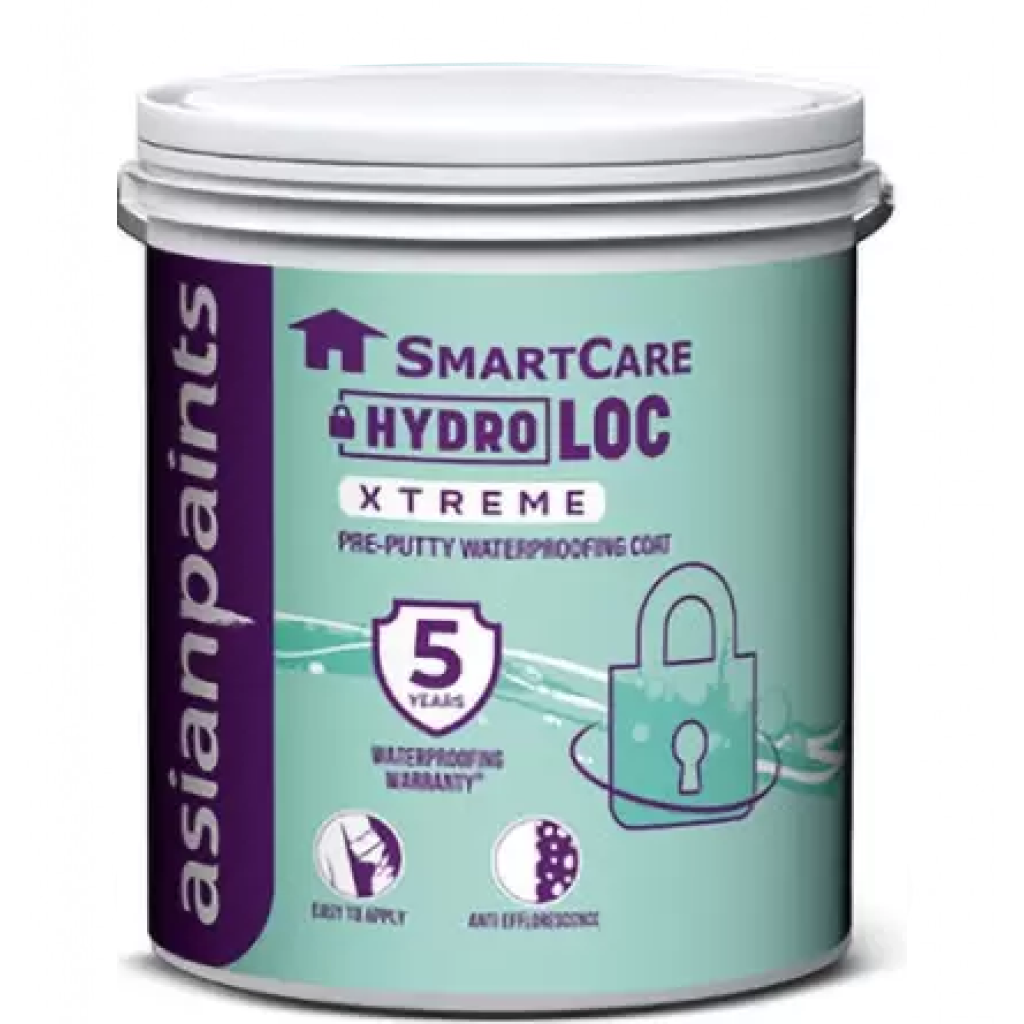 asianpaints
SMARTCARE
HYDRO LOC
XTREME
PRE-PUTTY WATERPROOFING COAT
5
YEARS
WATERPROOFING
WARRANTY*
EASY TO APPLY
ANTI EFFLORESCENCE